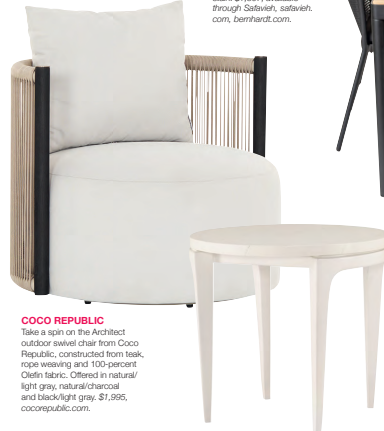 through Safavieh, safavieh.
com, bernhardt.com.
COCO REPUBLIC
Take a spin on the Architect
outdoor swivel chair from Coco
Republic, constructed from teak,
rope weaving and 100-percent
Olefin fabric. Offered in natural/
light gray, natural/charcoal
and black/light gray. $1,995,
cocorepublic.com.